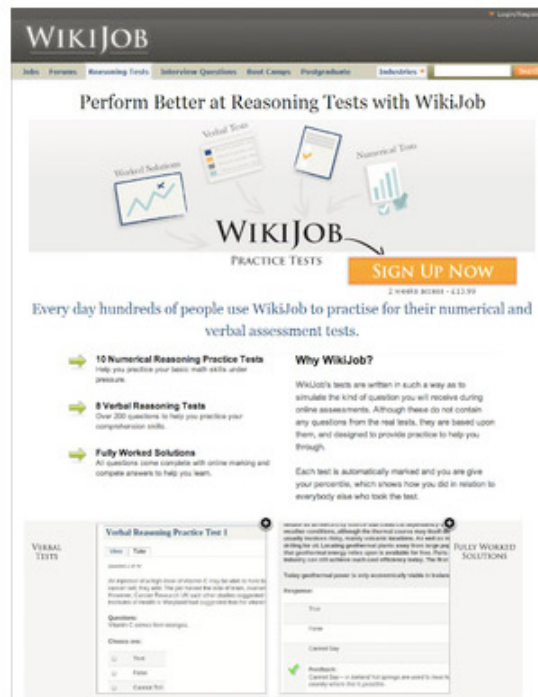 Login/Register
WIKIJOB
Jobs Forums Reasoning Tests Interview Questions Boot Camps Postgraduate Industries
Perform Better at Reasoning Tests with WikiJob
Verbal Tests
Numerical Tests
Worked Solutions
WIKIJOB
PRACTICE TESTS
SIGN UP NOW
2 weeks access - £13.99
Every day hundreds of people use WikiJob to practise for their numerical and
verbal assessment tests.
10 Numerical Reasoning Practice Tests
Help you practice your basic math skills under
pressure.
8 Verbal Reasoning Tests
Over 200 questions to help you practice your
comprehension skills.
Fully Worked Solutions
All questions come complete with online marking and
compete answers to help you learn.
Why WikiJob?
WikiJob's tests are written in such a way as to
simulate the kind of question you will receive during
online assessments. Although these do not contain
any questions from the real tests, they are based upon
them, and designed to provide practice to help you
through.
Each test is automatically marked and you are give
your percentile, which shows how you did in relation to
everybody else who took the test.
VERBAL
TESTS
Verbal Reasoning Practice Test 1
View Take
Questions:
Vitamin C comes from oranges.
Choose one:
True
False
Cannot Tell
Today geothermal power is only economically viable in
Response:
True
False
Cannot Say
Feedback:
FULLY WORKED
SOLUTIONS